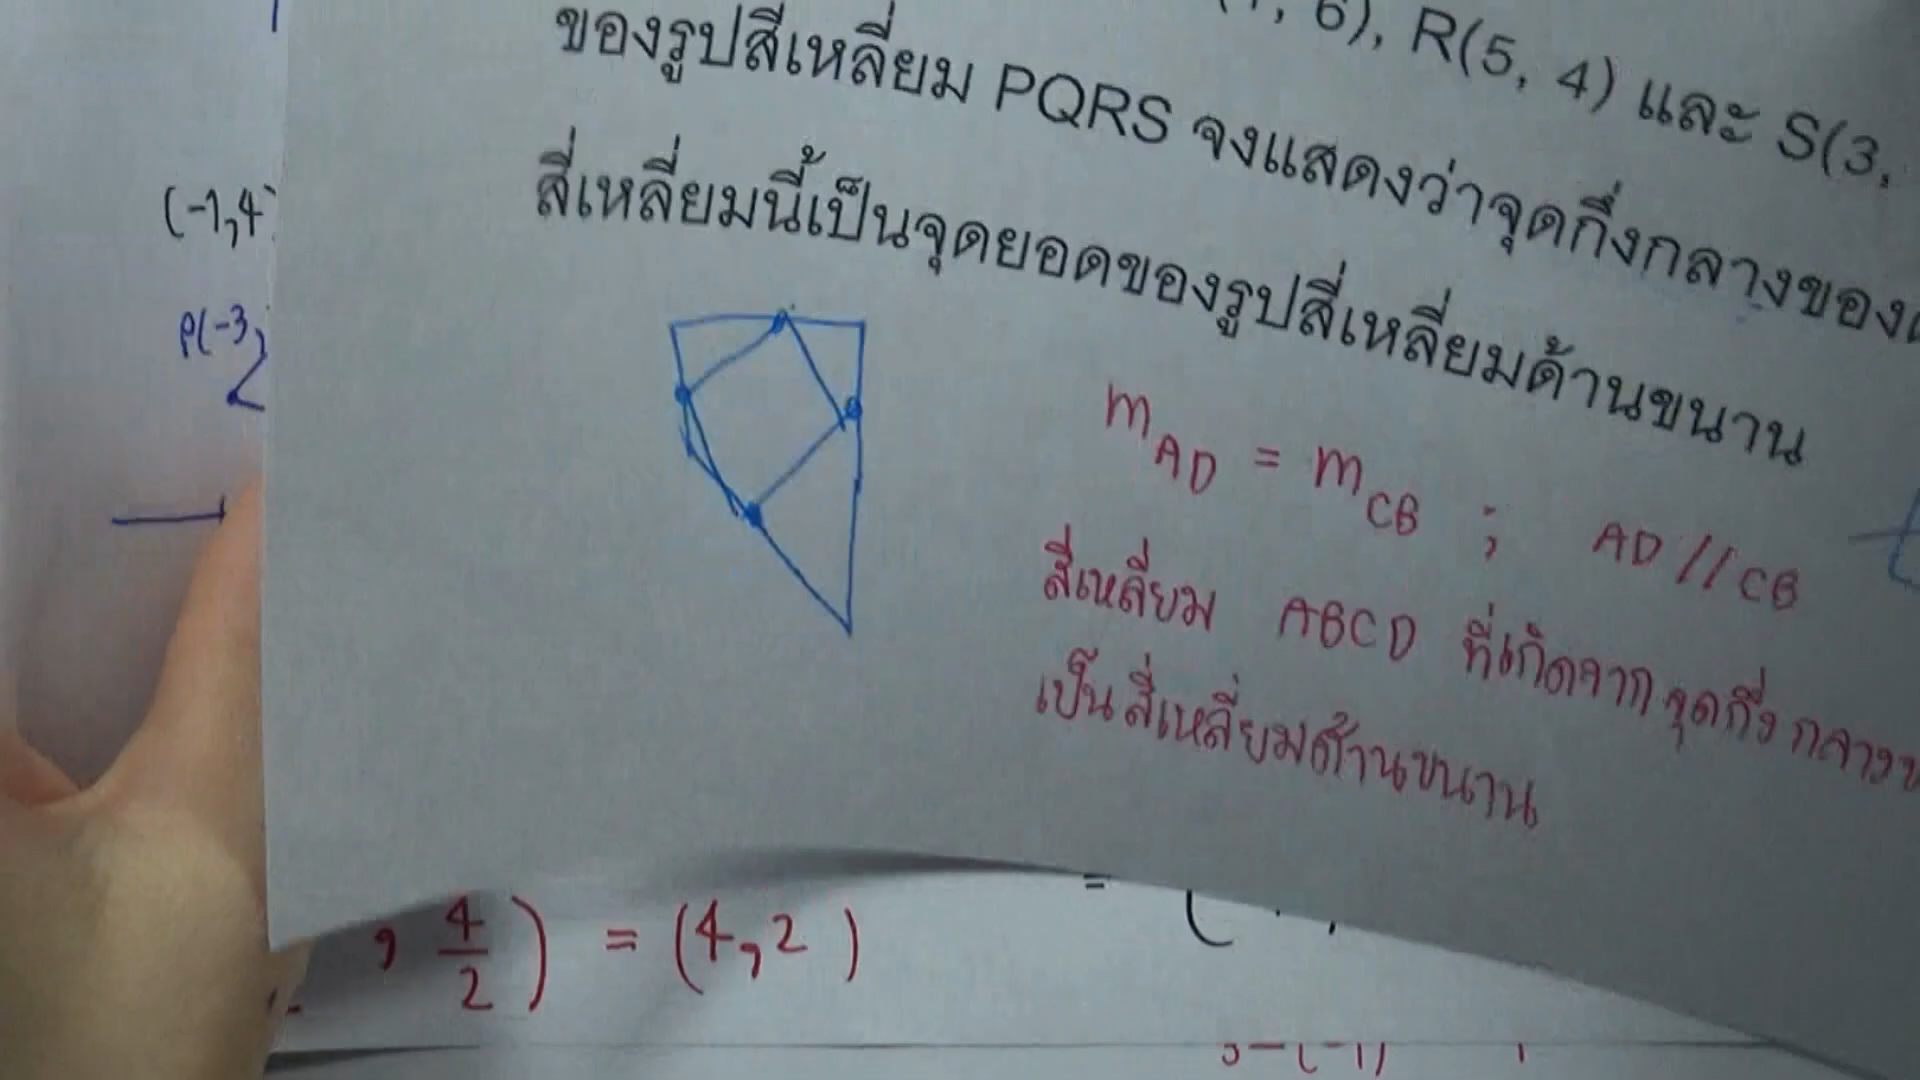 6), R(5, 4) และ S(3,
ของรูปสี่เหลี่ยม PQRS จงแสดงว่าจุดกึ่งกลางของ
สี่เหลี่ยมนี้เป็นจุดยอดของรูปสี่เหลี่ยมด้านขนาน
(-1,4)
P(-3,
m_AD = m_CB ; AD // CB
สี่เหลี่ยม ABCD ที่เกิดจากจุดกึ่งกลาง
เป็นสี่เหลี่ยมด้านขนาน
, 4/2) = (4,2)
=